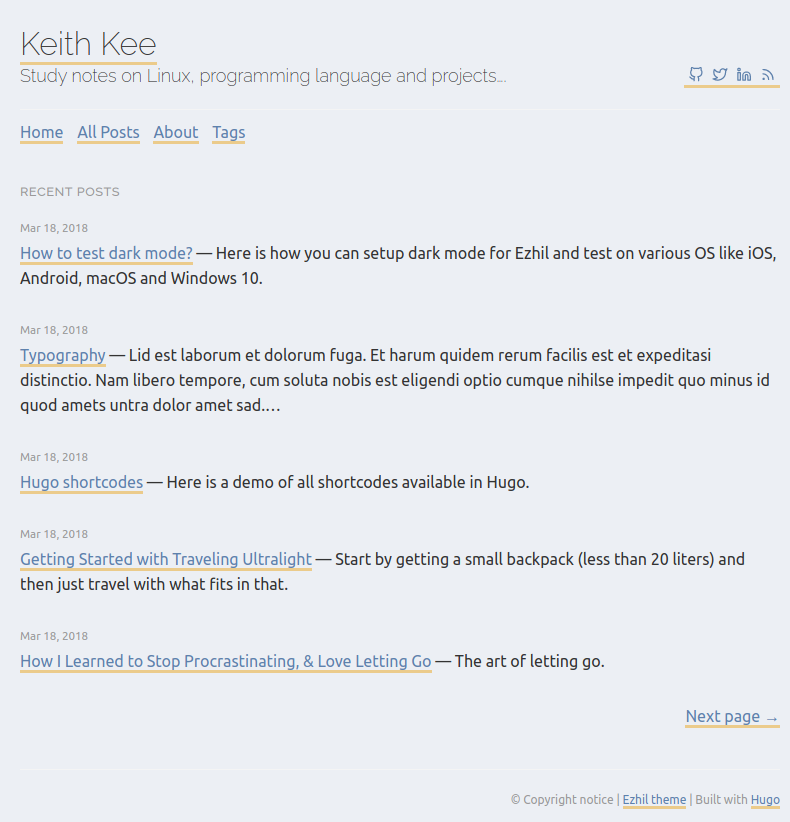 Keith Kee
Study notes on Linux, programming language and projects...
Home All Posts About Tags
RECENT POSTS
Mar 18, 2018
How to test dark mode? — Here is how you can setup dark mode for Ezhil and test on various OS like iOS,
Android, macOS and Windows 10.
Mar 18, 2018
Typography — Lid est laborum et dolorum fuga. Et harum quidem rerum facilis est et expeditasi
distinctio. Nam libero tempore, cum soluta nobis est eligendi optio cumque nihilse impedit quo minus id
quod amets untra dolor amet sad.…
Mar 18, 2018
Hugo shortcodes — Here is a demo of all shortcodes available in Hugo.
Mar 18, 2018
Getting Started with Traveling Ultralight — Start by getting a small backpack (less than 20 liters) and
then just travel with what fits in that.
Mar 18, 2018
How I Learned to Stop Procrastinating, & Love Letting Go — The art of letting go.
Next page →
© Copyright notice | Ezhil theme | Built with Hugo